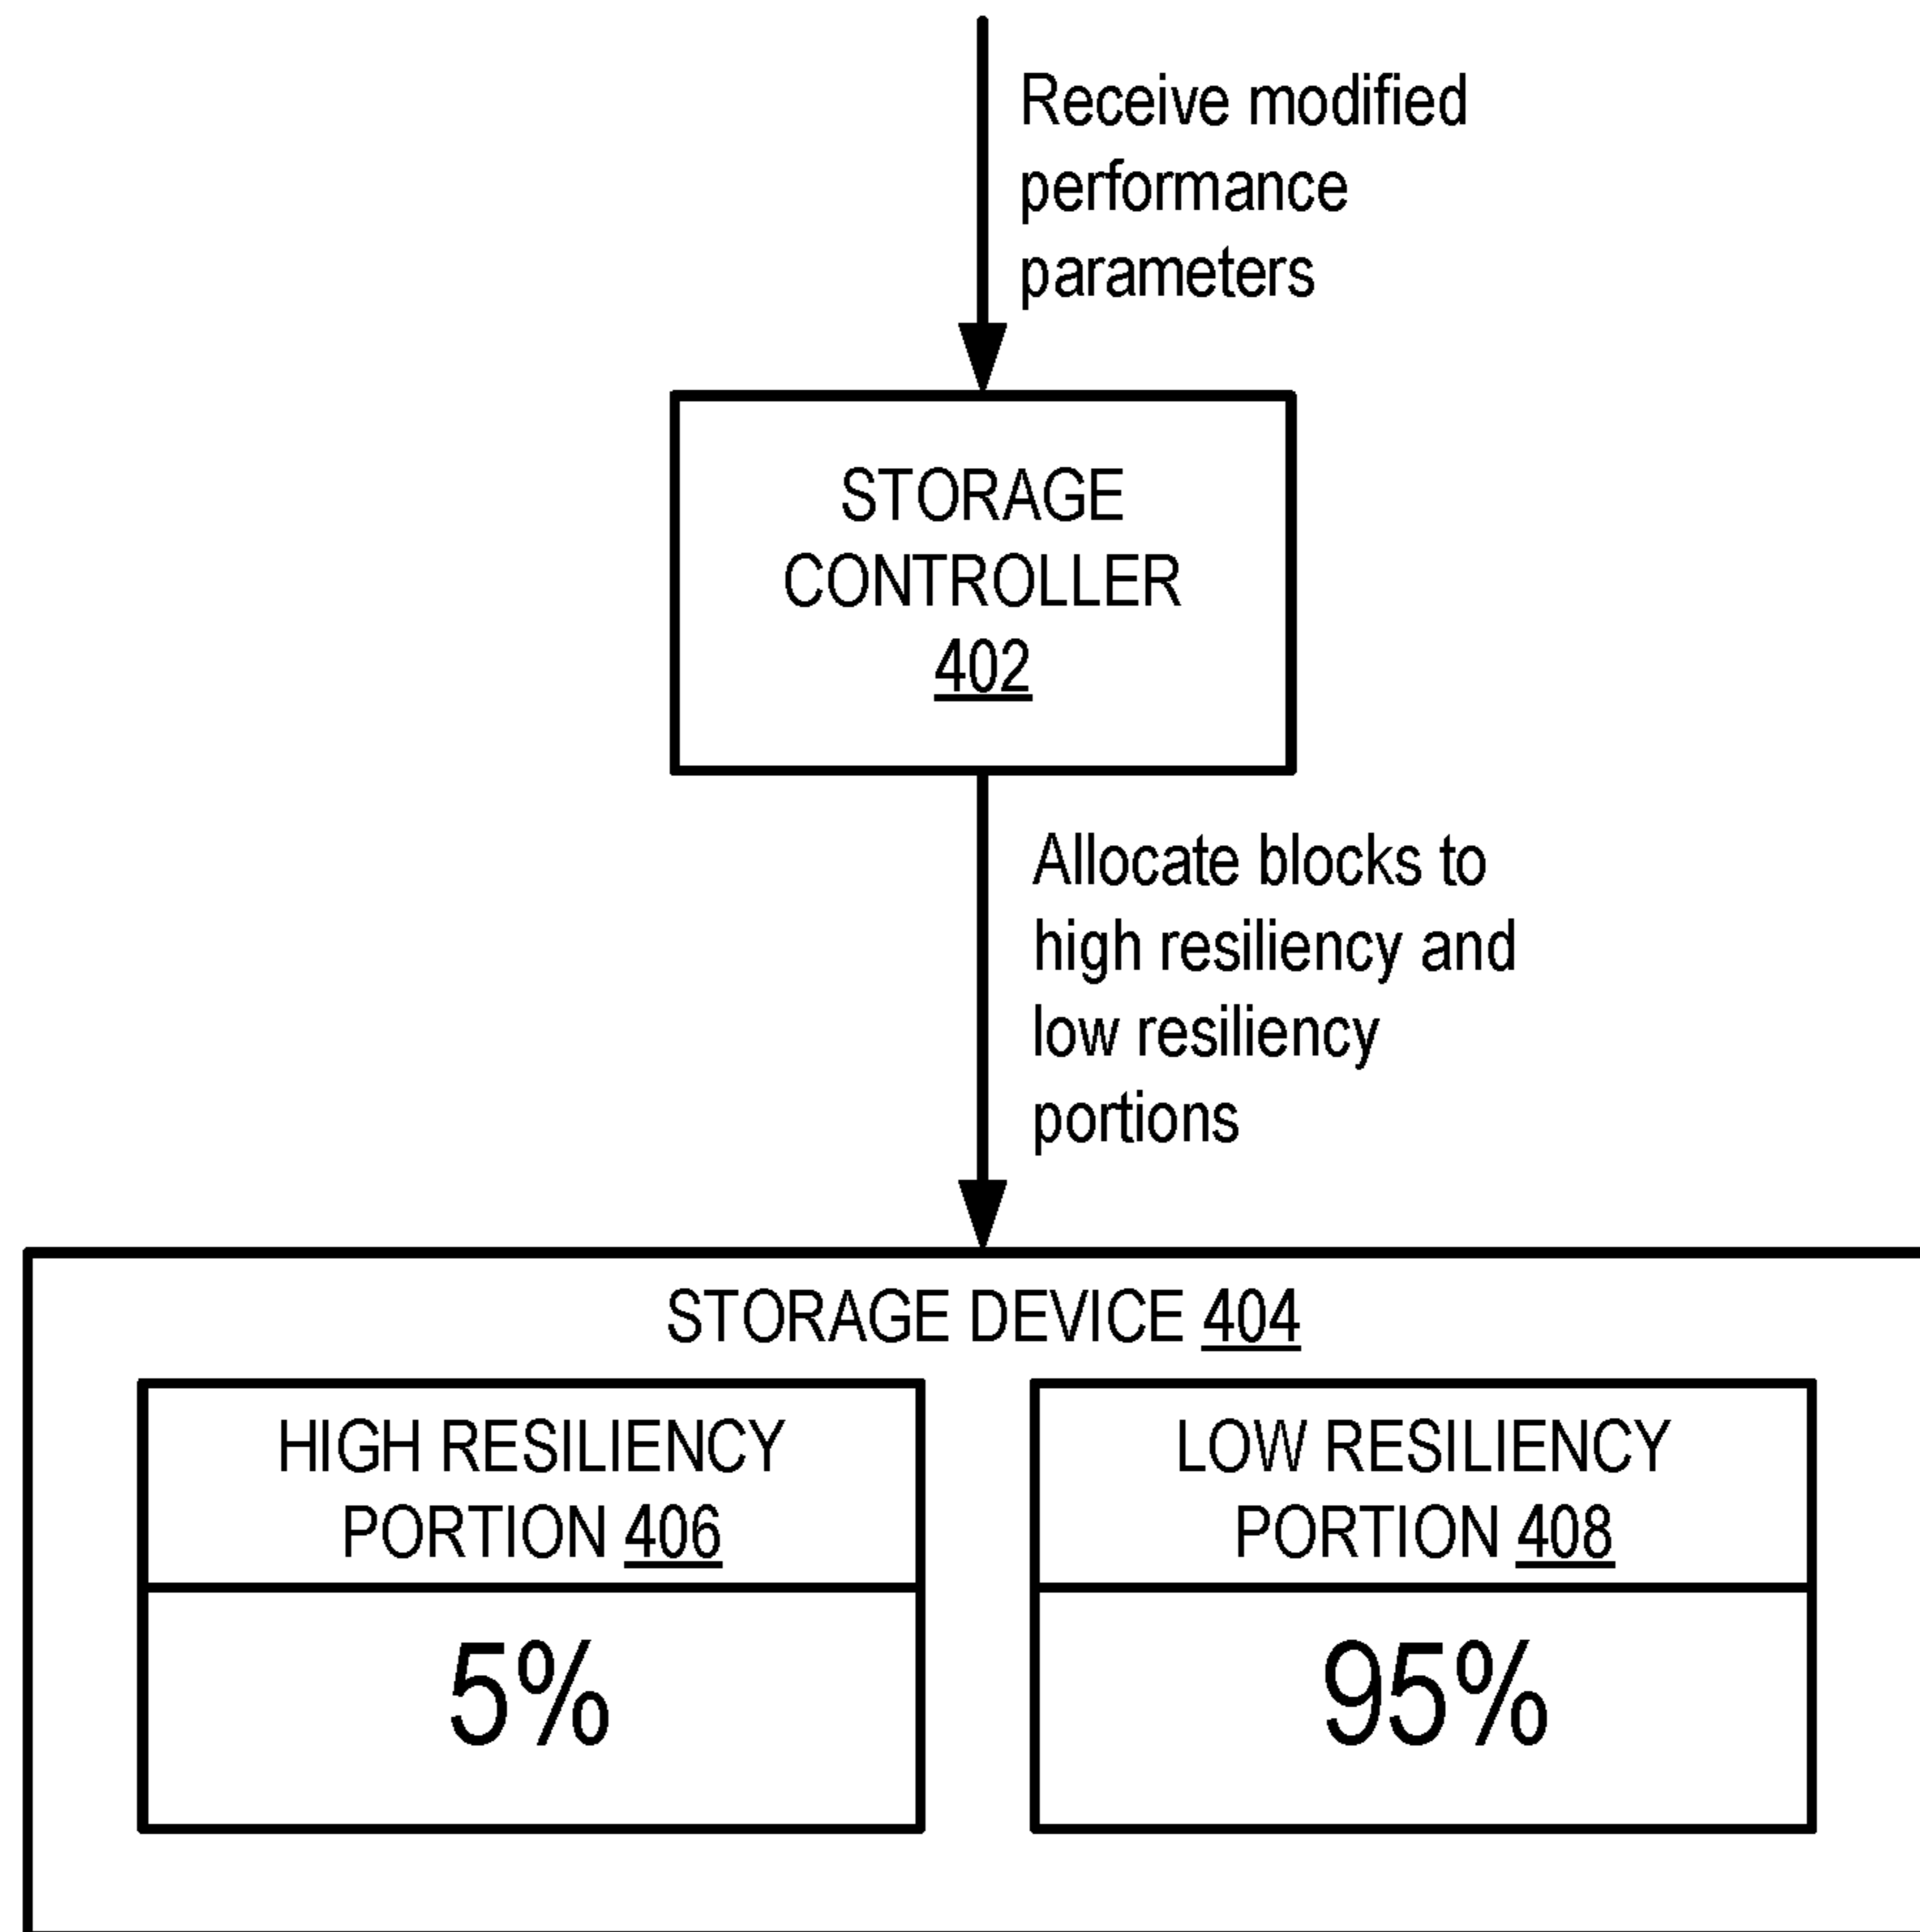 Receive modified
performance
parameters
STORAGE
CONTROLLER
402
Allocate blocks to
high resiliency and
low resiliency
portions
STORAGE DEVICE 404
HIGH RESILIENCY
PORTION 406
5%
LOW RESILIENCY
PORTION 408
95%